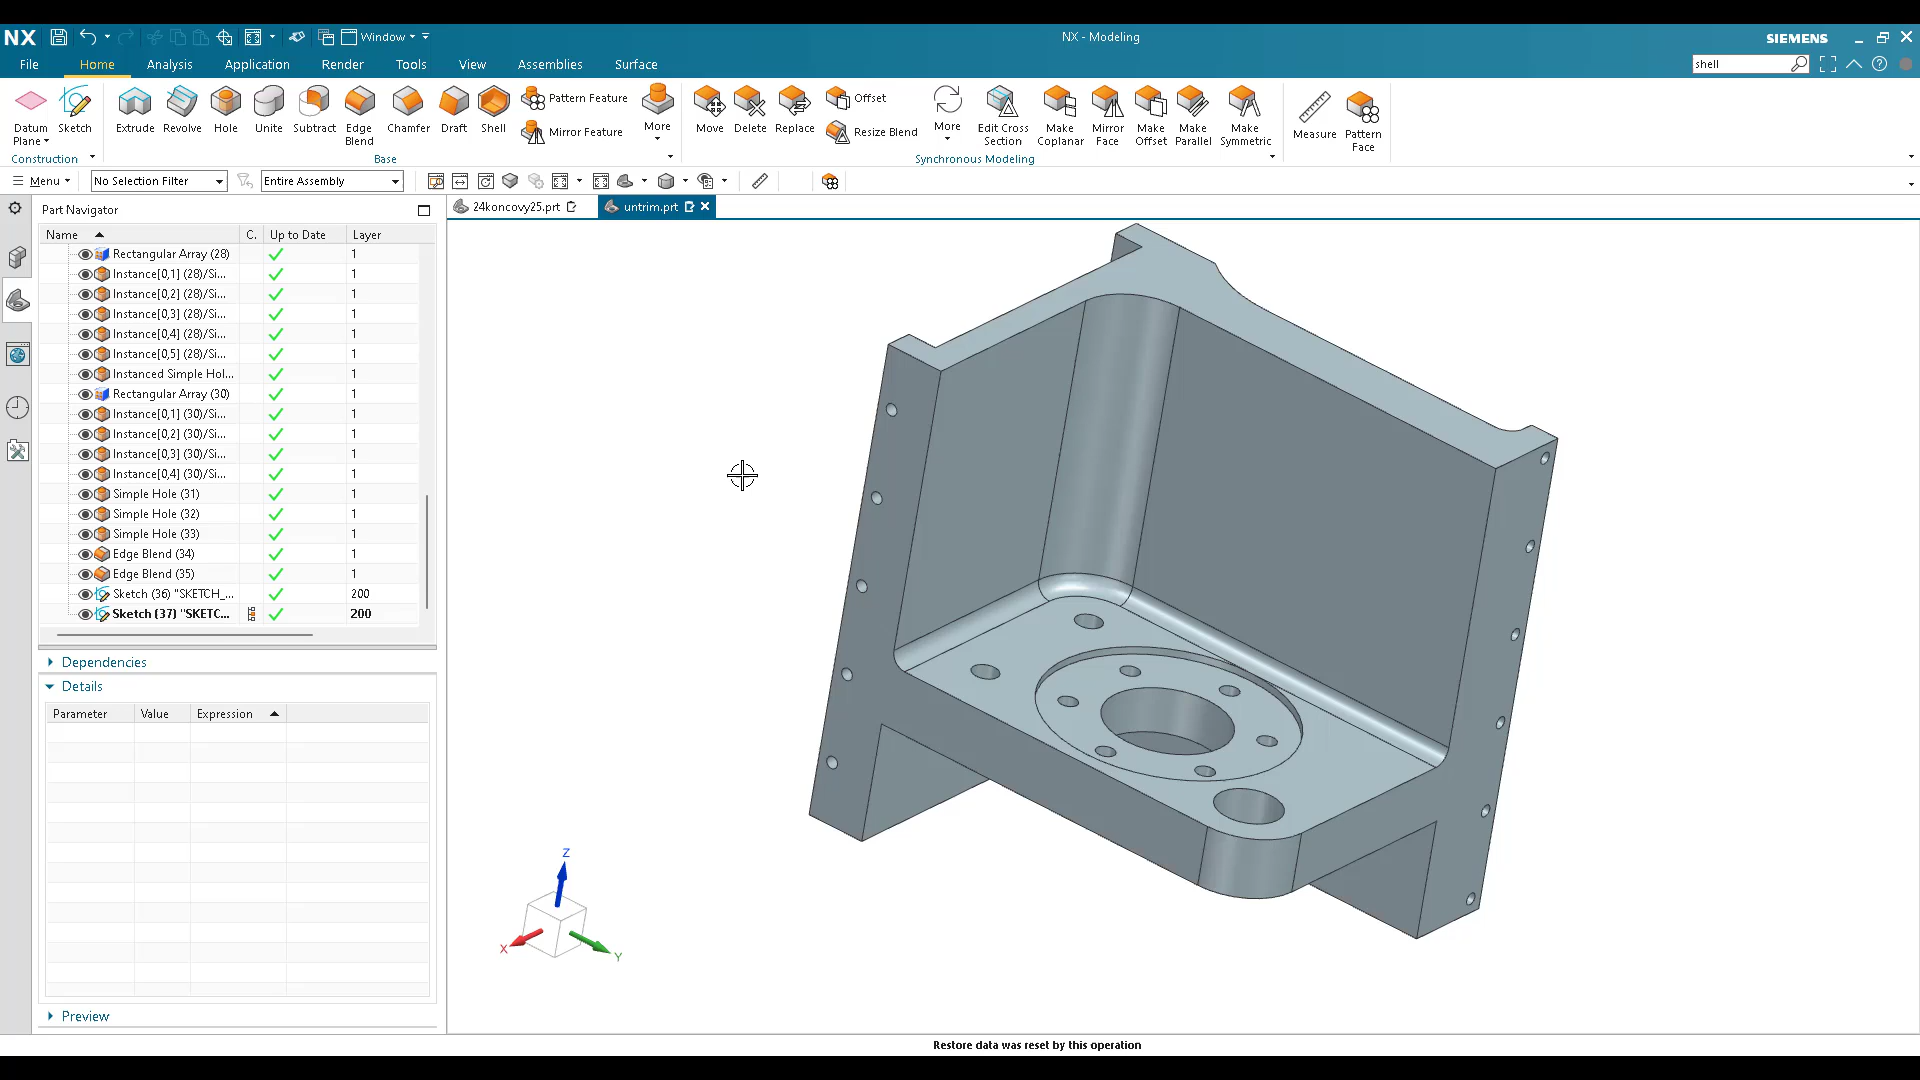 NX
Window
NX - Modeling
SIEMENS
File
Home
Analysis
Application
Render
Tools
View
Assemblies
Surface
shell
Datum Plane
Sketch
Extrude
Revolve
Hole
Unite
Subtract
Edge Blend
Chamfer
Draft
Shell
Pattern Feature
Mirror Feature
More
Move
Delete
Replace
Offset
Resize Blend
More
Edit Cross Section
Make Coplanar
Mirror Face
Make Offset
Make Parallel
Make Symmetric
Measure
Pattern Face
Construction
Base
Synchronous Modeling
Menu
No Selection Filter
Entire Assembly
Part Navigator
24koncovy25.prt
untrim.prt
Name C. Up to Date Layer
Rectangular Array (28) 1
Instance[0,1] (28)/Si... 1
Instance[0,2] (28)/Si... 1
Instance[0,3] (28)/Si... 1
Instance[0,4] (28)/Si... 1
Instance[0,5] (28)/Si... 1
Instanced Simple Hol... 1
Rectangular Array (30) 1
Instance[0,1] (30)/Si... 1
Instance[0,2] (30)/Si... 1
Instance[0,3] (30)/Si... 1
Instance[0,4] (30)/Si... 1
Simple Hole (31) 1
Simple Hole (32) 1
Simple Hole (33) 1
Edge Blend (34) 1
Edge Blend (35) 1
Sketch (36) "SKETCH_... 200
Sketch (37) "SKETC... 200
Dependencies
Details
Parameter Value Expression
Preview
Z
X
Y
Restore data was reset by this operation